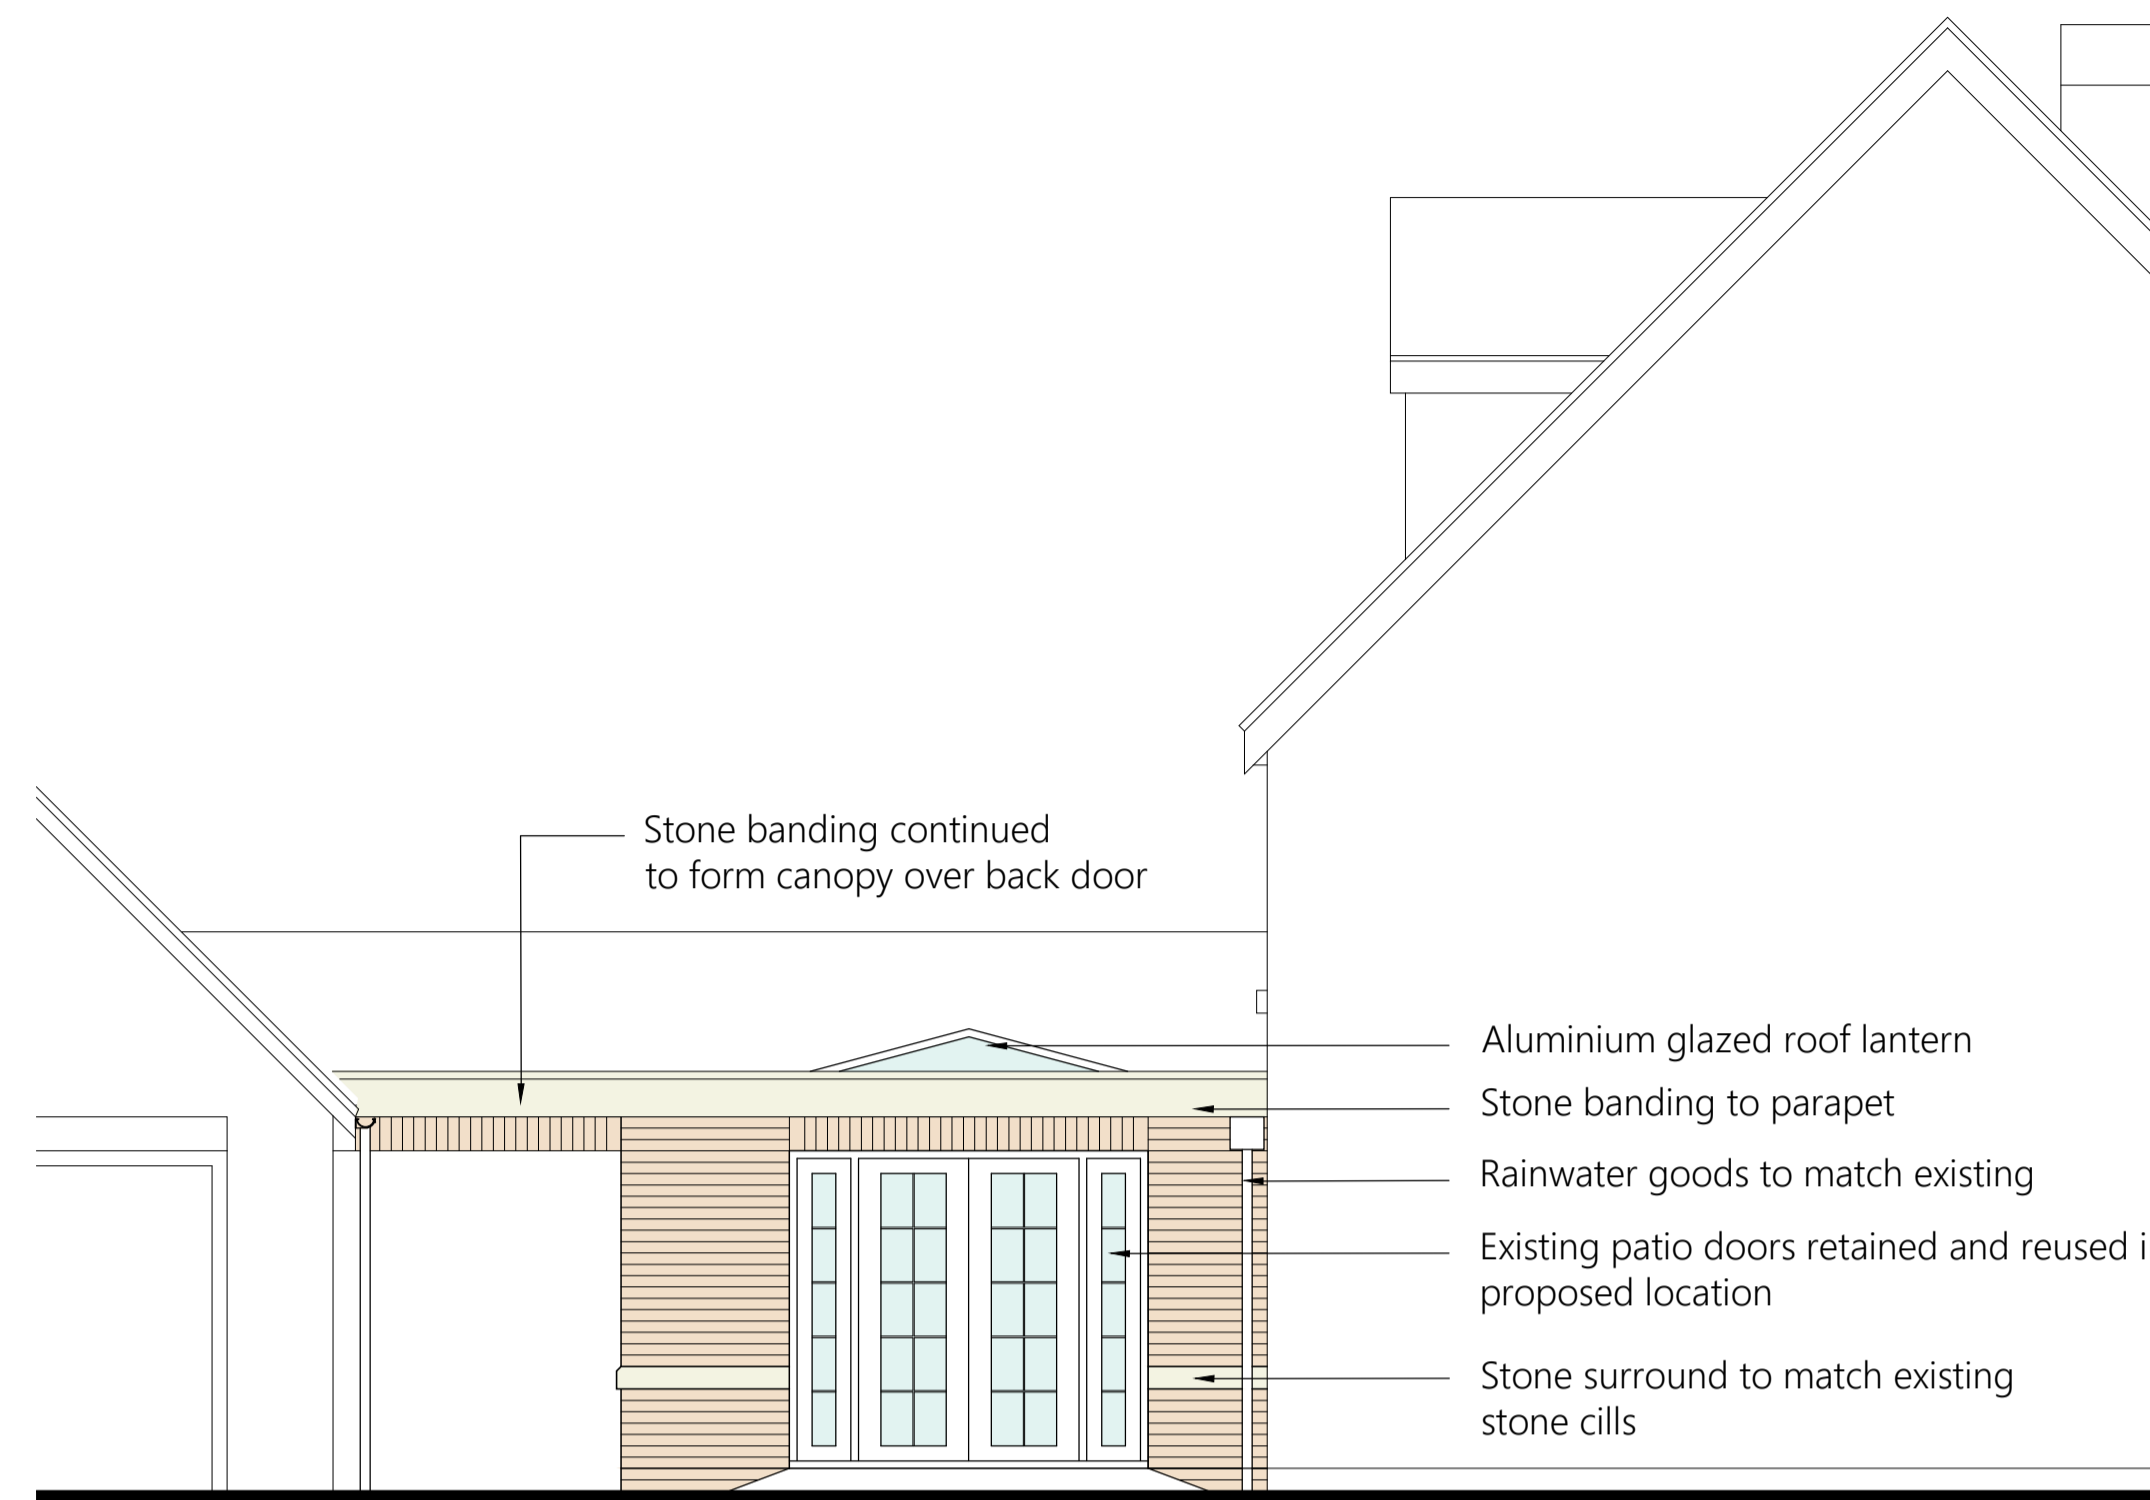 Stone banding continued
to form canopy over back door
Aluminium glazed roof lantern
Stone banding to parapet
Rainwater goods to match existing
Existing patio doors retained and reused
proposed location
Stone surround to match existing
stone cills